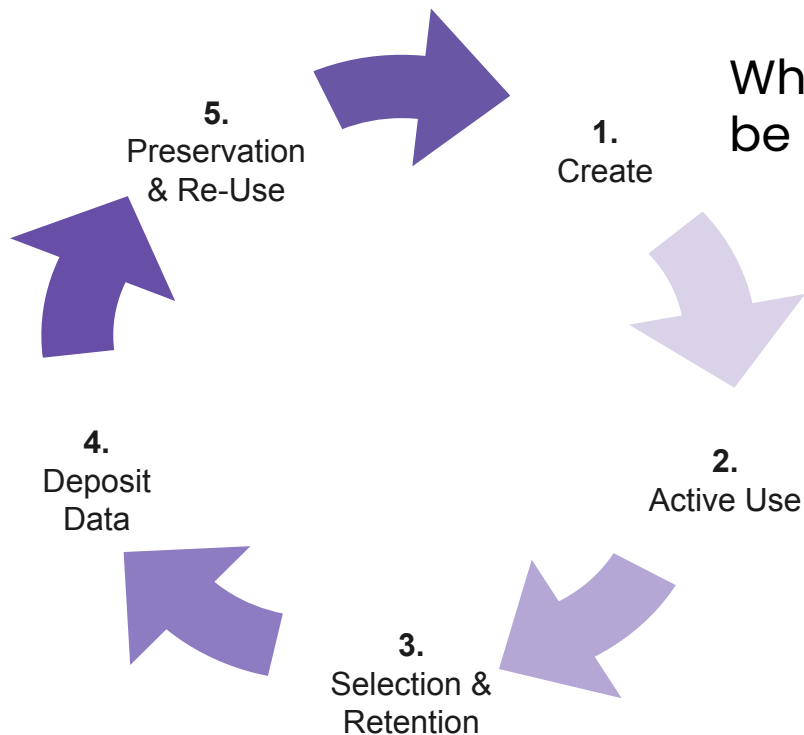 Wh
be
1.
Create
2.
Active Use
3.
Selection &
Retention
4.
Deposit
Data
5.
Preservation
& Re-Use